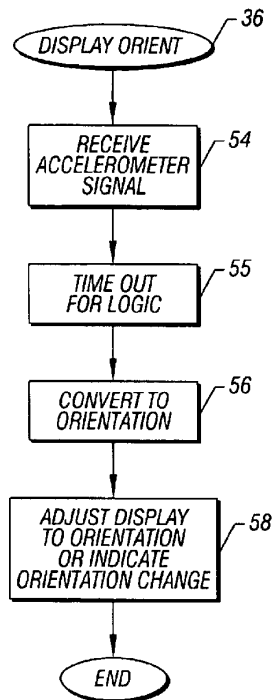 DISPLAY ORIENT
36
RECEIVE
ACCELEROMETER
SIGNAL
54
TIME OUT
FOR LOGIC
55
CONVERT TO
ORIENTATION
56
ADJUST DISPLAY
TO ORIENTATION
OR INDICATE
ORIENTATION CHANGE
58
END